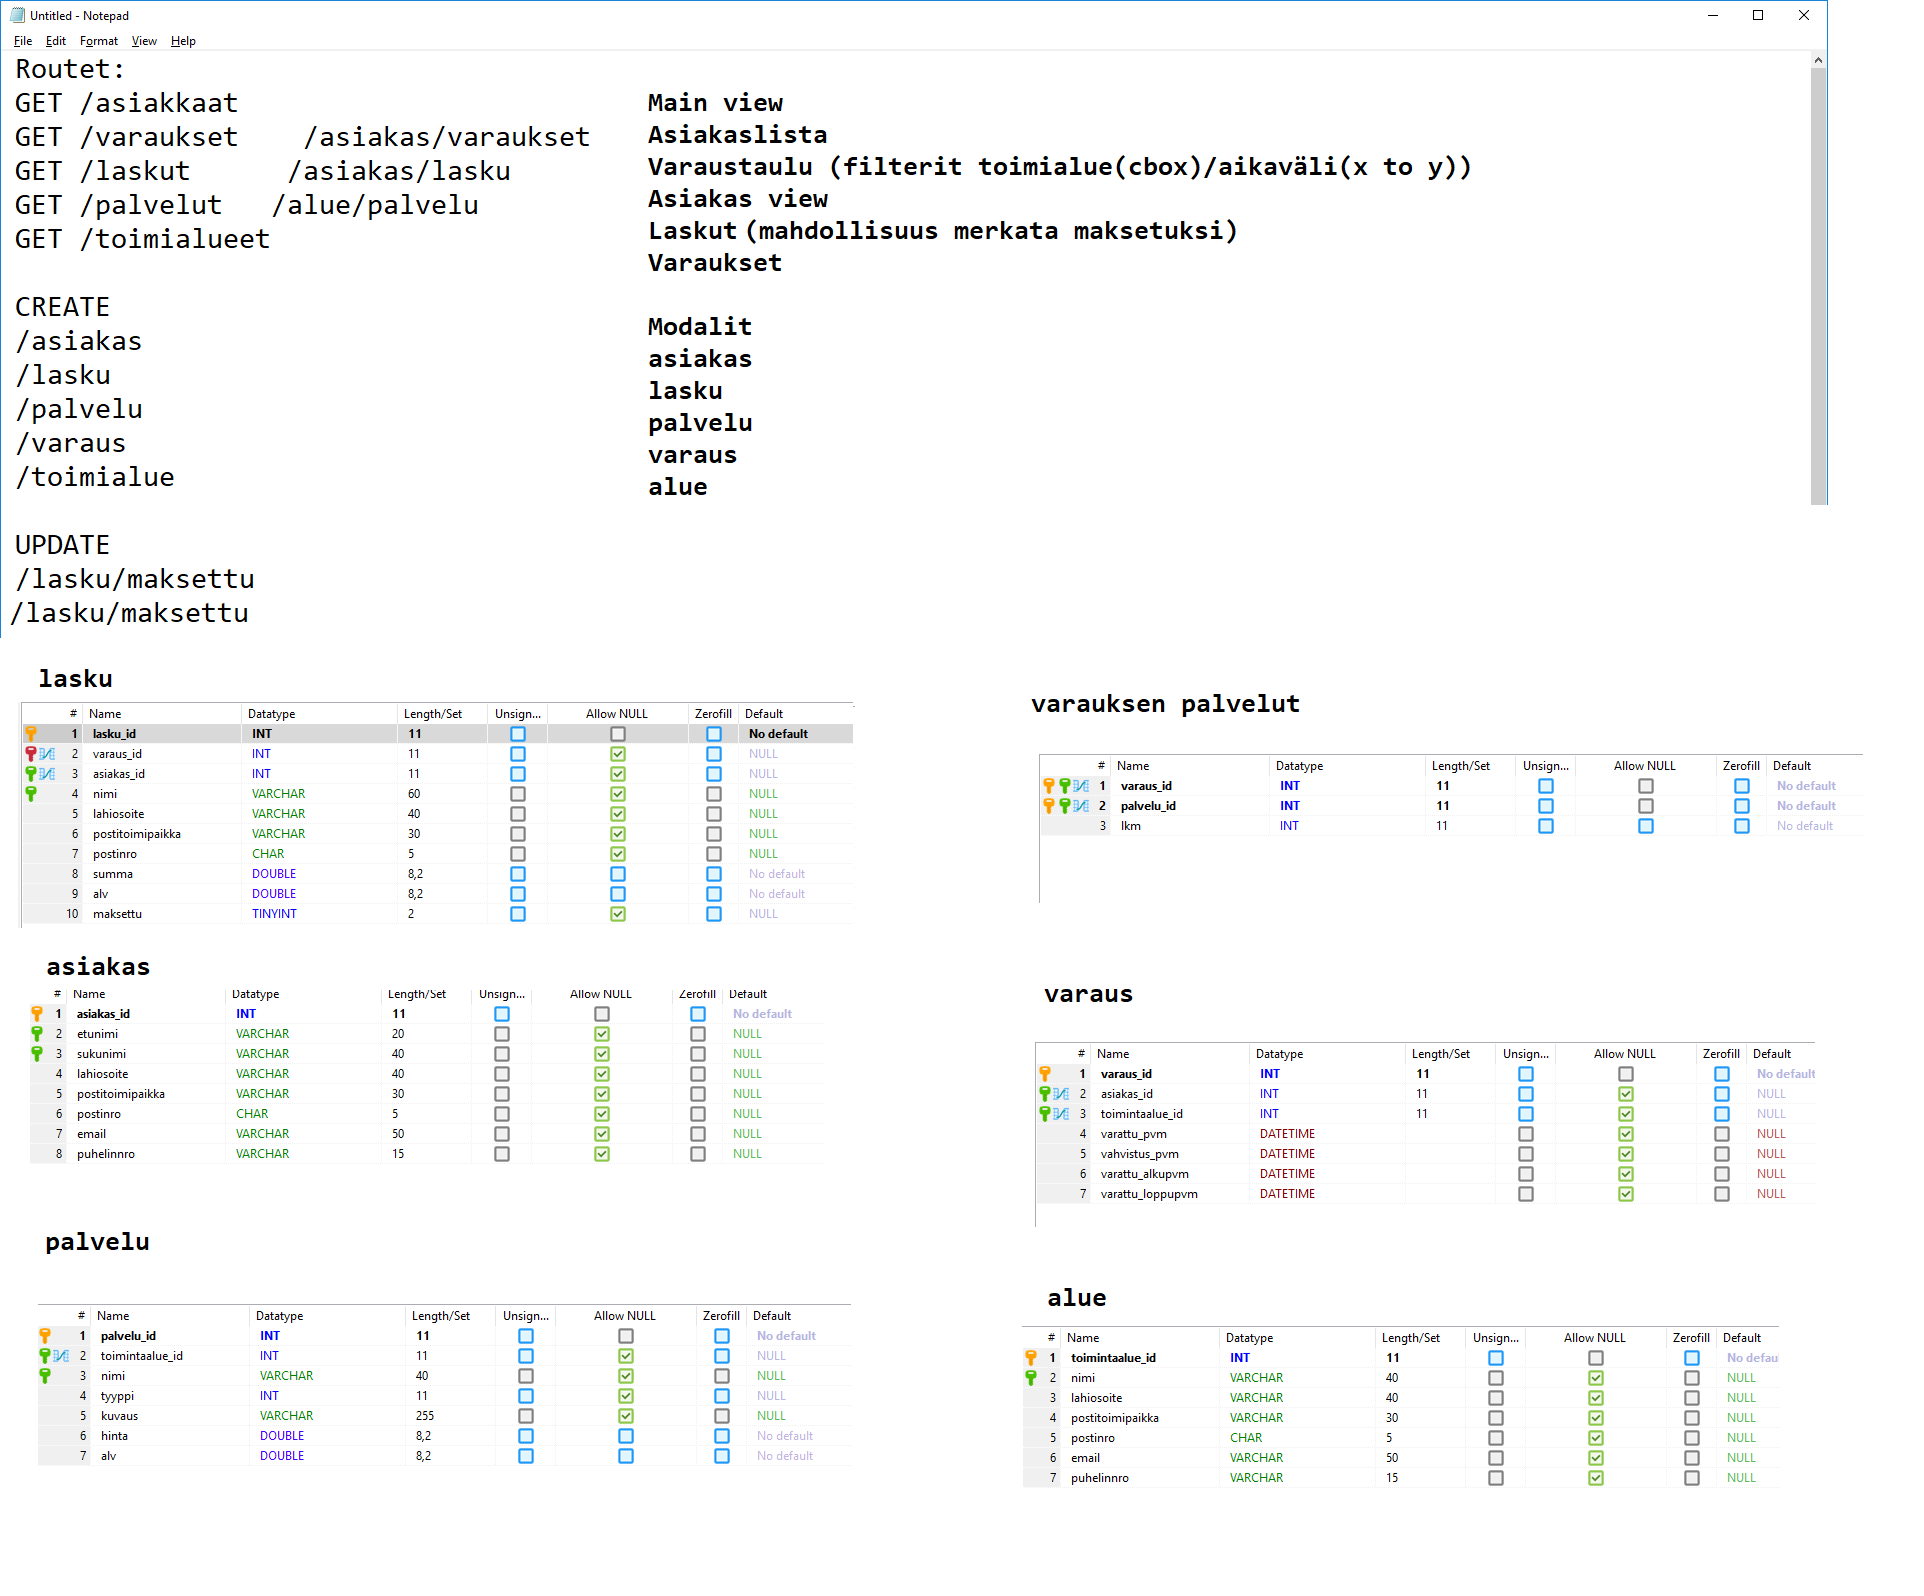 Untitled - Notepad
File Edit Format View Help
Routet:
GET /asiakkaat
GET /varaukset /asiakas/varaukset
GET /laskut /asiakas/lasku
GET /palvelut /alue/palvelu
GET /toimialueet
CREATE
/asiakas
/lasku
/palvelu
/varaus
/toimialue
UPDATE
/lasku/maksettu
/lasku/maksettu
Main view
Asiakaslista
Varaustaulu (filterit toimialue(cbox)/aikaväli(x to y))
Asiakas view
Laskut (mahdollisuus merkata maksetuksi)
Varaukset
Modalit
asiakas
lasku
palvelu
varaus
alue
lasku
# Name Datatype Length/Set Unsign... Allow NULL Zerofill Default
1 lasku_id INT 11 No default
2 varaus_id INT 11 NULL
3 asiakas_id INT 11 NULL
4 nimi VARCHAR 60 NULL
5 lahiosoite VARCHAR 40 NULL
6 postitoimipaikka VARCHAR 30 NULL
7 postinro CHAR 5 NULL
8 summa DOUBLE 8,2 No default
9 alv DOUBLE 8,2 No default
10 maksettu TINYINT 2 NULL
varauksen palvelut
# Name Datatype Length/Set Unsign... Allow NULL Zerofill Default
1 varaus_id INT 11 No default
2 palvelu_id INT 11 No default
3 lkm INT 11 No default
asiakas
# Name Datatype Length/Set Unsign... Allow NULL Zerofill Default
1 asiakas_id INT 11 No default
2 etunimi VARCHAR 20 NULL
3 sukunimi VARCHAR 40 NULL
4 lahiosoite VARCHAR 40 NULL
5 postitoimipaikka VARCHAR 30 NULL
6 postinro CHAR 5 NULL
7 email VARCHAR 50 NULL
8 puhelinnro VARCHAR 15 NULL
varaus
# Name Datatype Length/Set Unsign... Allow NULL Zerofill Default
1 varaus_id INT 11 No default
2 asiakas_id INT 11 NULL
3 toimintaalue_id INT 11 NULL
4 varattu_pvm DATETIME NULL
5 vahvistus_pvm DATETIME NULL
6 varattu_alkupvm DATETIME NULL
7 varattu_loppupvm DATETIME NULL
palvelu
# Name Datatype Length/Set Unsign... Allow NULL Zerofill Default
1 palvelu_id INT 11 No default
2 toimintaalue_id INT 11 NULL
3 nimi VARCHAR 40 NULL
4 tyyppi INT 11 NULL
5 kuvaus VARCHAR 255 NULL
6 hinta DOUBLE 8,2 No default
7 alv DOUBLE 8,2 No default
alue
# Name Datatype Length/Set Unsign... Allow NULL Zerofill Default
1 toimintaalue_id INT 11 No defau
2 nimi VARCHAR 40 NULL
3 lahiosoite VARCHAR 40 NULL
4 postitoimipaikka VARCHAR 30 NULL
5 postinro CHAR 5 NULL
6 email VARCHAR 50 NULL
7 puhelinnro VARCHAR 15 NULL